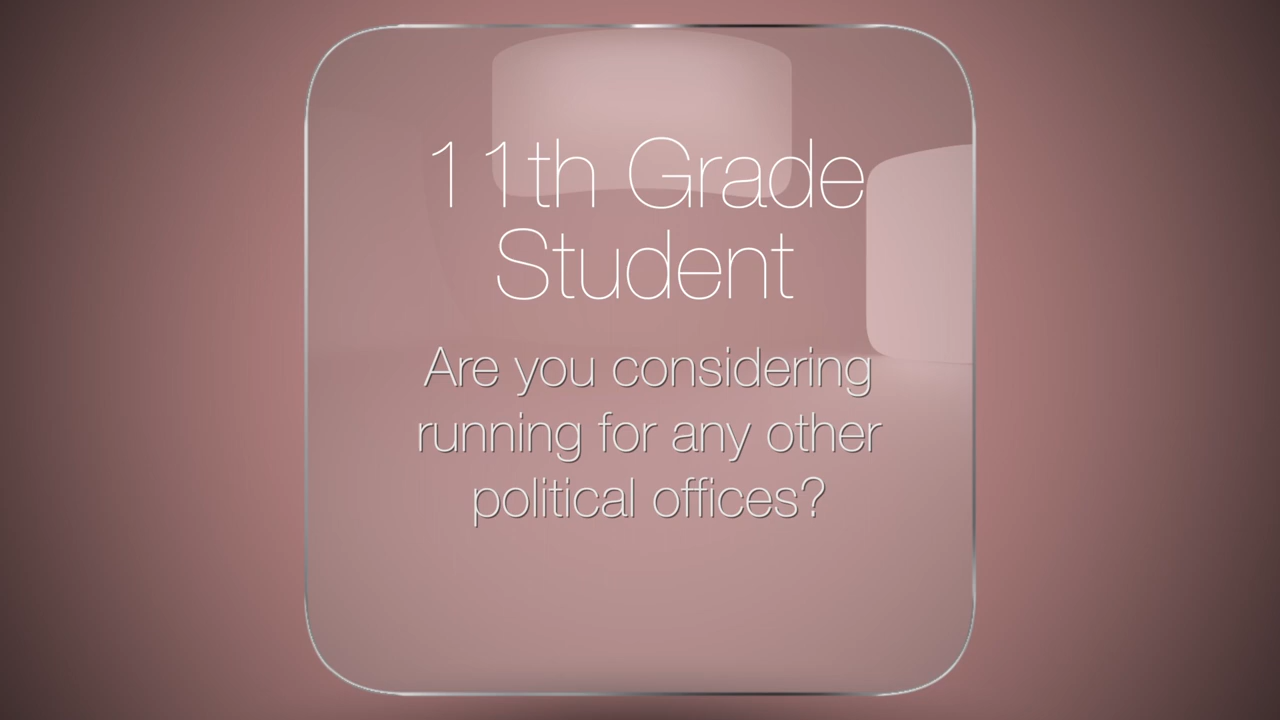 11th Grade
Student
Are you considering
running for any other
political offices?